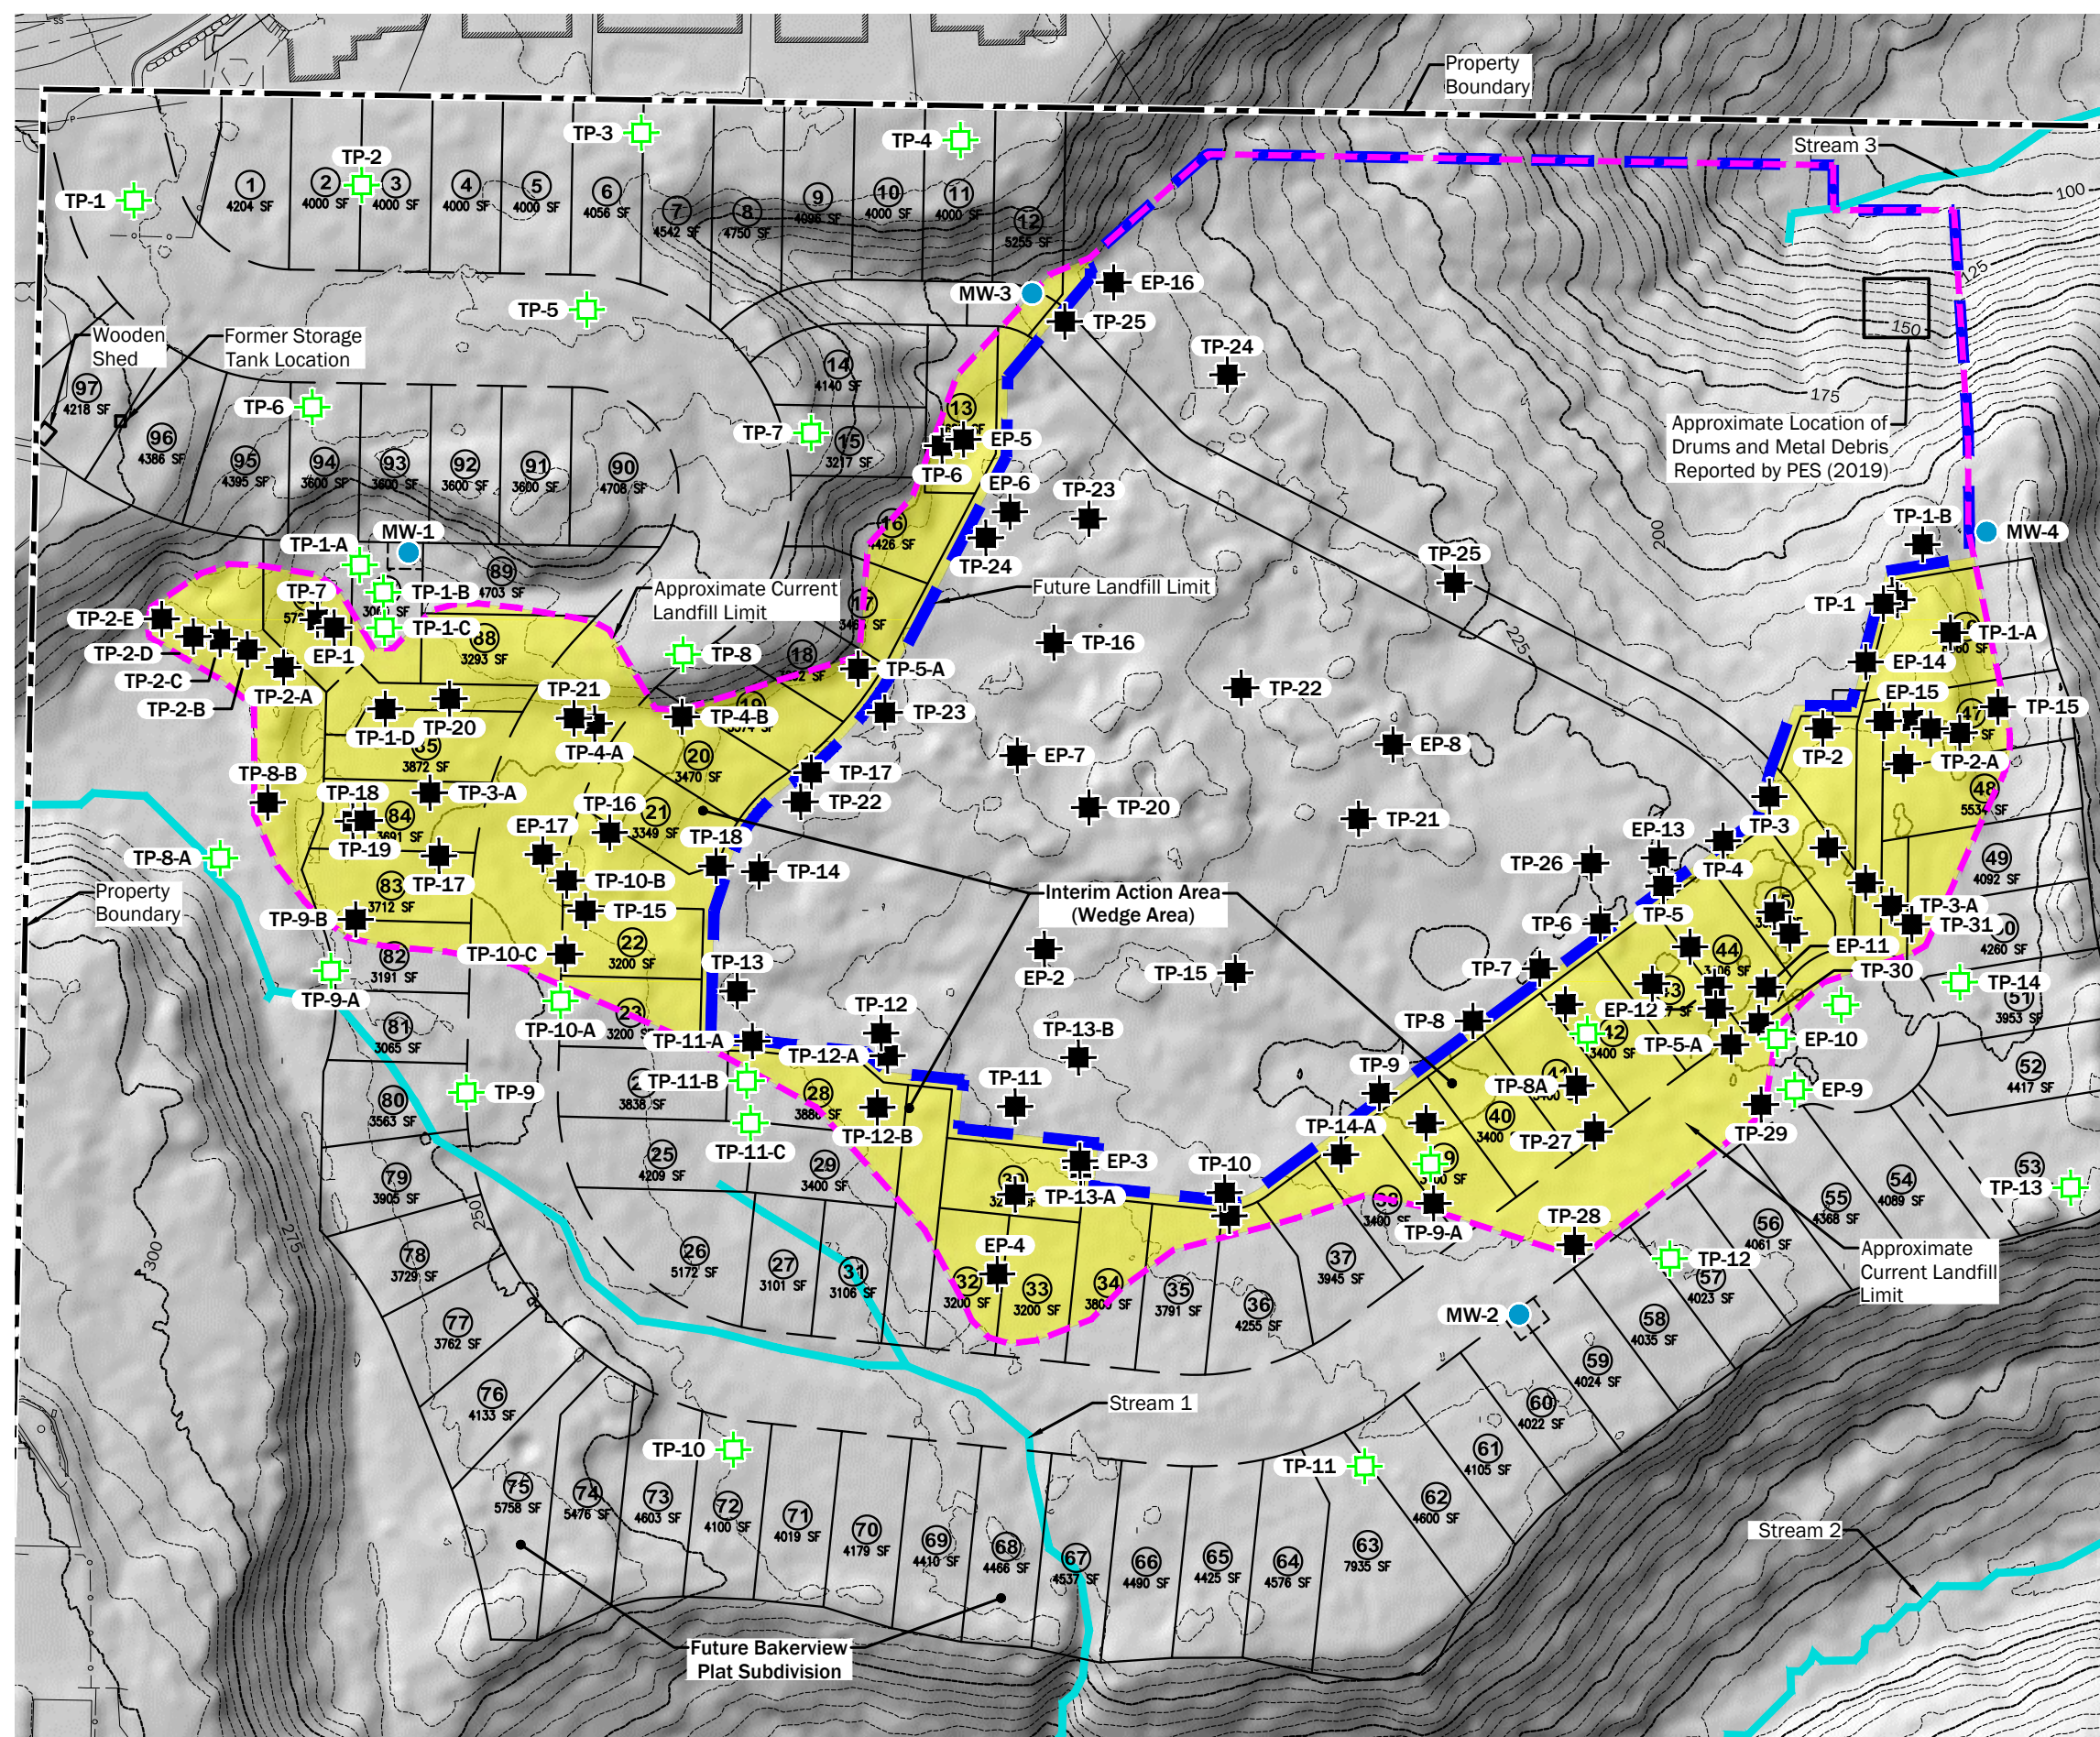 Property
Boundary
Stream 3
100
125
150
175
200
225
TP-1
TP-2
TP-3
TP-4
TP-5
TP-6
TP-7
1
4204 SF
2
4000 SF
3
4000 SF
4
4000 SF
5
4000 SF
6
4056 SF
7
4542 SF
8
4750 SF
9
4096 SF
10
4000 SF
11
4000 SF
12
5255 SF
MW-3
EP-16
TP-25
TP-24
Wooden
Shed
Former Storage
Tank Location
97
4218 SF
96
4386 SF
95
4395 SF
94
3600 SF
93
3600 SF
92
3600 SF
91
3600 SF
90
4708 SF
14
4140 SF
15
3217 SF
13
EP-5
TP-6
EP-6
TP-23
TP-24
16
17
Approximate Location of
Drums and Metal Debris
Reported by PES (2019)
TP-1-B
MW-4
TP-25
Future Landfill Limit
Approximate Current
Landfill Limit
TP-1-A
MW-1
89
4703 SF
TP-1-B
TP-1-C
TP-7
EP-1
TP-2-E
TP-2-D
TP-2-C
TP-2-B
TP-2-A
88
3293 SF
TP-8
18
TP-5-A
TP-16
TP-22
TP-23
TP-21
TP-20
TP-1-D
TP-4-A
TP-4-B
19
20
3470 SF
3872 SF
TP-3-A
TP-8-B
TP-18
TP-19
84
3691 SF
TP-17
EP-17
TP-16
21
3349 SF
TP-18
TP-17
TP-22
TP-14
EP-7
EP-8
TP-20
TP-21
TP-1
TP-1-A
EP-14
EP-15
TP-15
47
TP-2
TP-2-A
48
5534 SF
TP-3
TP-4
EP-13
TP-26
TP-5
TP-6
TP-7
49
4092 SF
TP-3-A
TP-31
4260 SF
EP-11
TP-30
44
TP-14
51
3953 SF
TP-8-A
Property
Boundary
83
3712 SF
TP-9-B
82
3191 SF
TP-9-A
TP-10-B
TP-15
TP-10-C
22
3200 SF
TP-10-A
23
3200 SF
Interim Action Area
(Wedge Area)
EP-2
TP-15
TP-13
TP-12
TP-12-A
TP-13-B
TP-11-A
TP-11-B
TP-11-C
TP-12-B
TP-11
28
3886 SF
81
3065 SF
80
3563 SF
TP-9
3838 SF
25
4209 SF
29
3400 SF
79
3905 SF
78
3729 SF
250
275
300
TP-8
TP-9
EP-12
42
3400 SF
TP-5-A
EP-10
EP-9
52
4417 SF
TP-8A
40
3400
TP-14-A
TP-27
TP-29
TP-10
EP-3
TP-13-A
TP-9-A
TP-28
EP-4
53
TP-13
54
4089 SF
55
4368 SF
56
4061 SF
TP-12
57
4023 SF
58
4035 SF
59
4024 SF
60
4022 SF
61
4105 SF
62
4600 SF
63
7935 SF
Approximate
Current Landfill
Limit
MW-2
26
5172 SF
27
3101 SF
31
3106 SF
32
3200 SF
33
3200 SF
34
35
3791 SF
36
4255 SF
37
3945 SF
38
3400 SF
77
3762 SF
76
4133 SF
Stream 1
TP-10
TP-11
75
5758 SF
74
5476 SF
73
4603 SF
72
4100 SF
71
4019 SF
70
4179 SF
69
4410 SF
68
4466 SF
67
4537 SF
66
4490 SF
65
4425 SF
64
4576 SF
Stream 2
Future Bakerview
Plat Subdivision